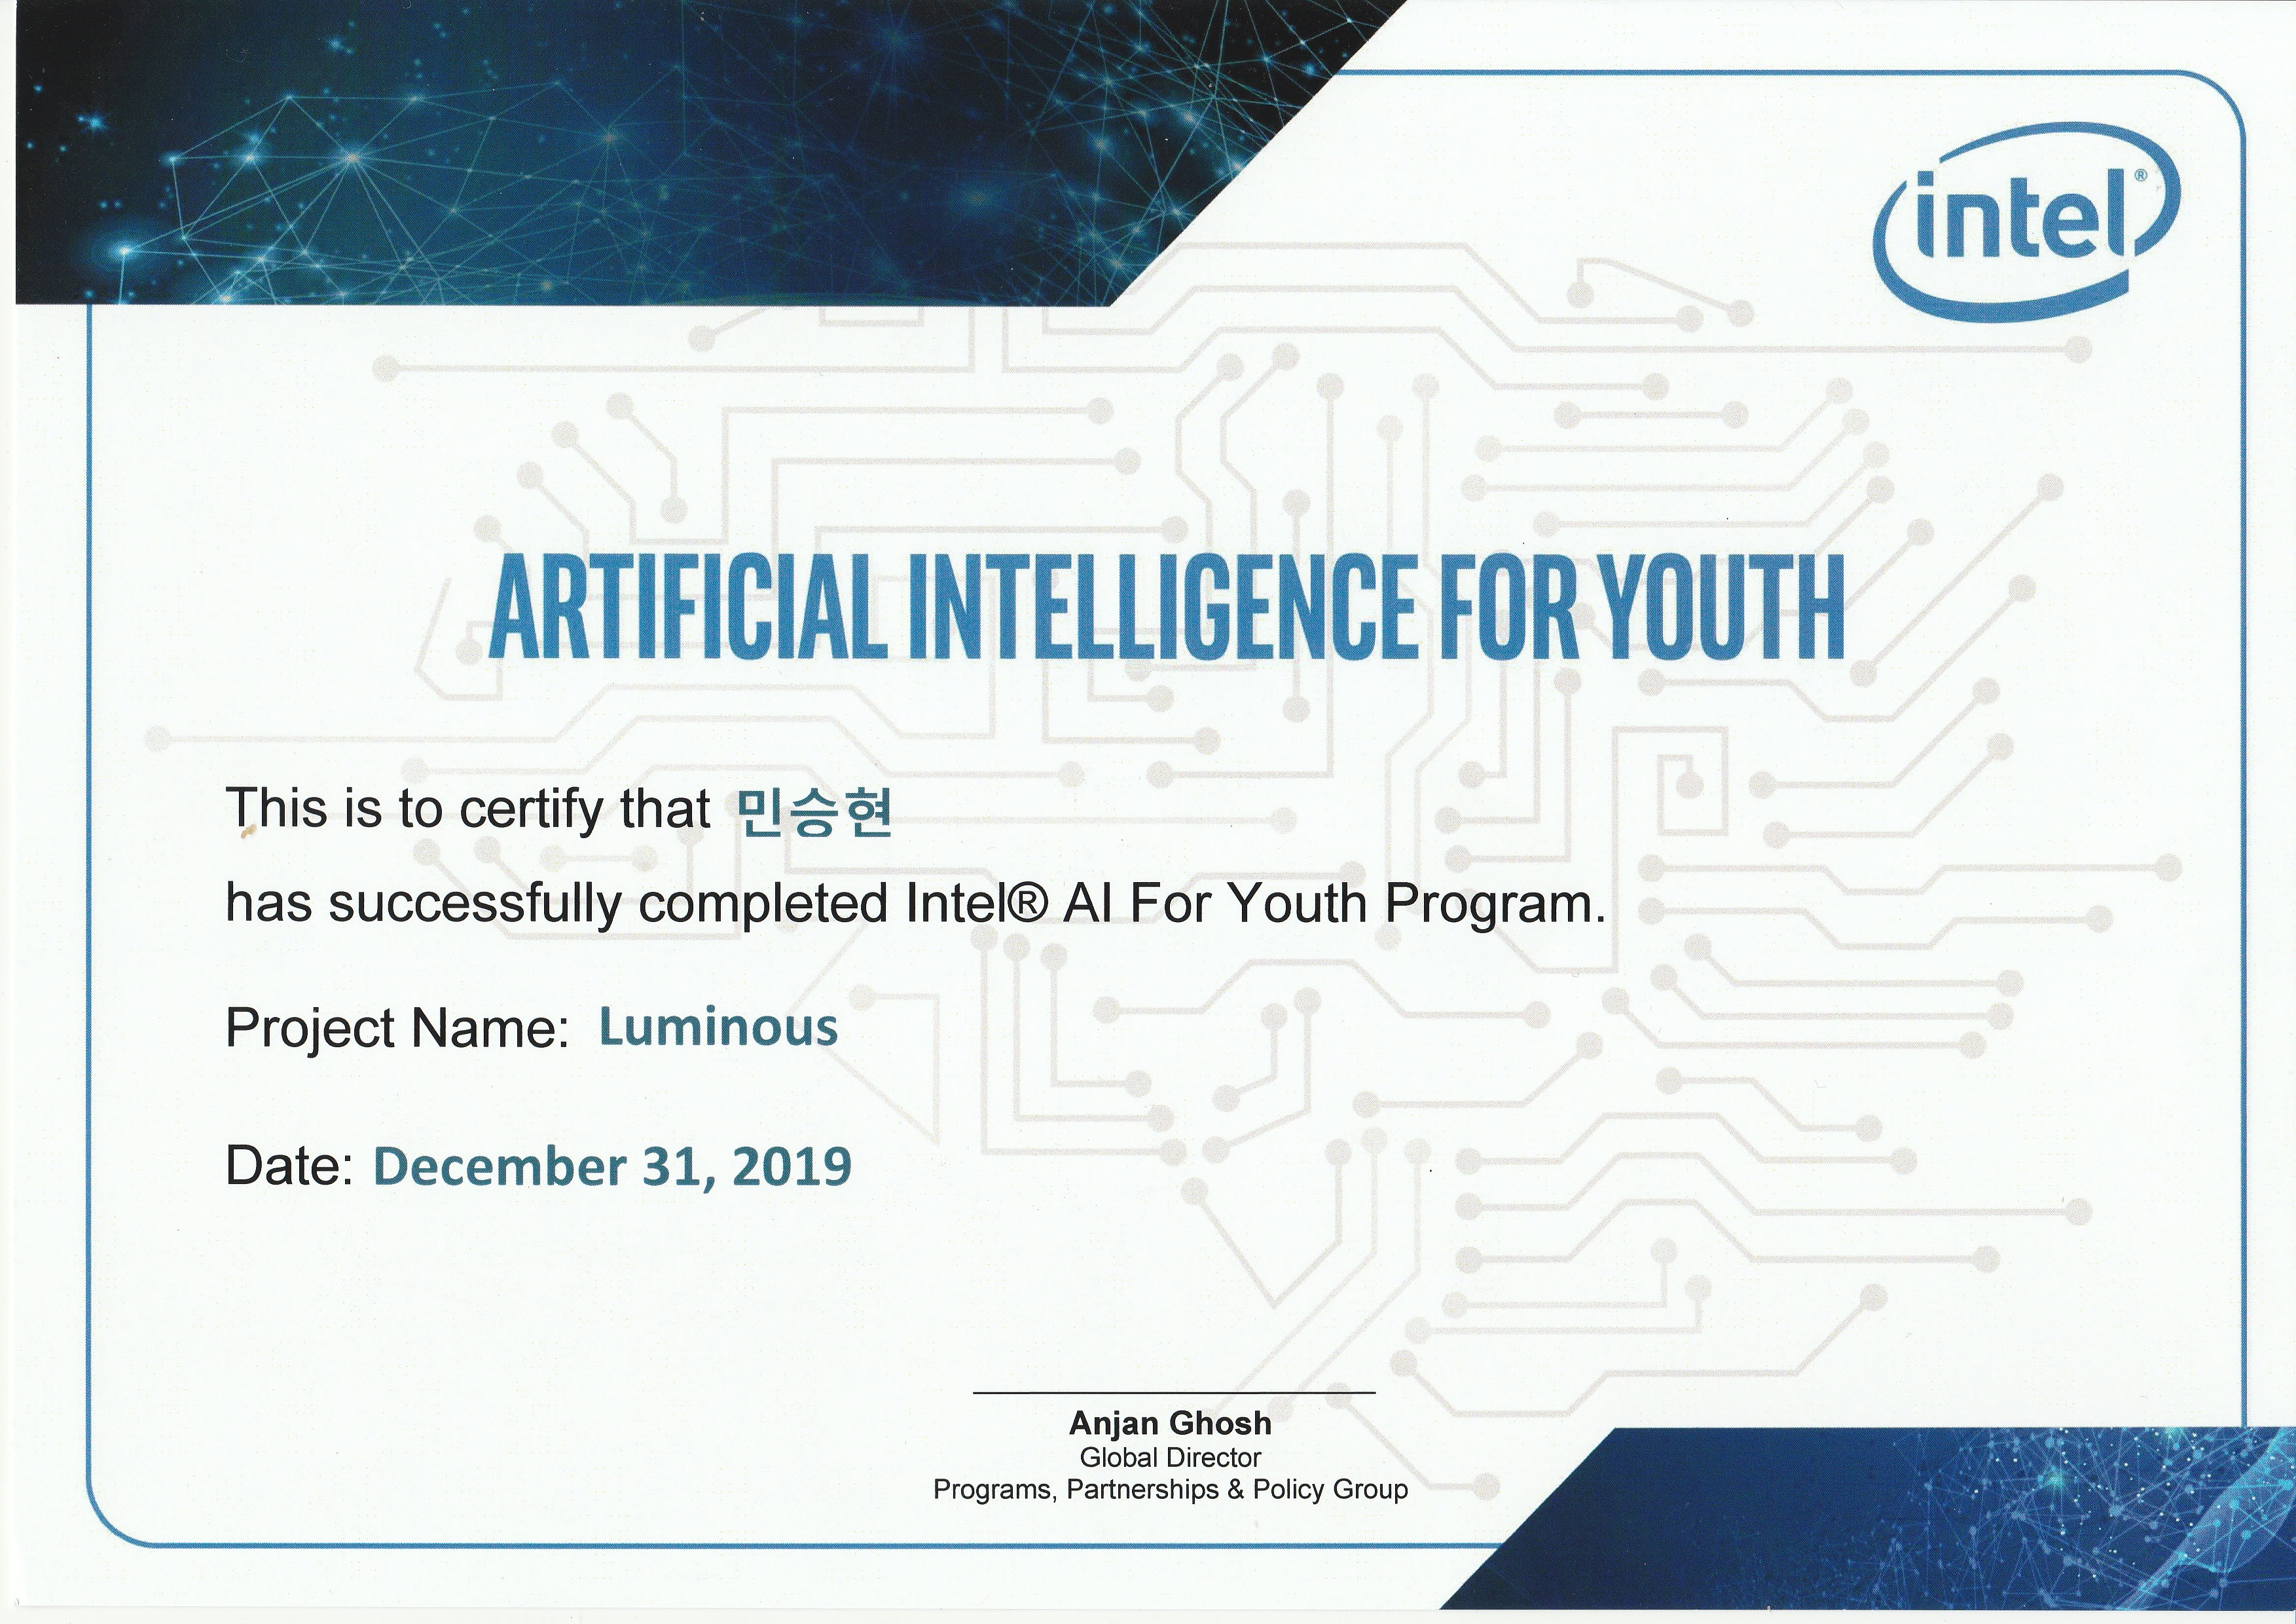 intel®
ARTIFICIAL INTELLIGENCE FOR YOUTH
This is to certify that 민승현
has successfully completed Intel® AI For Youth Program.
Project Name: Luminous
Date: December 31, 2019
Anjan Ghosh
Global Director
Programs, Partnerships & Policy Group